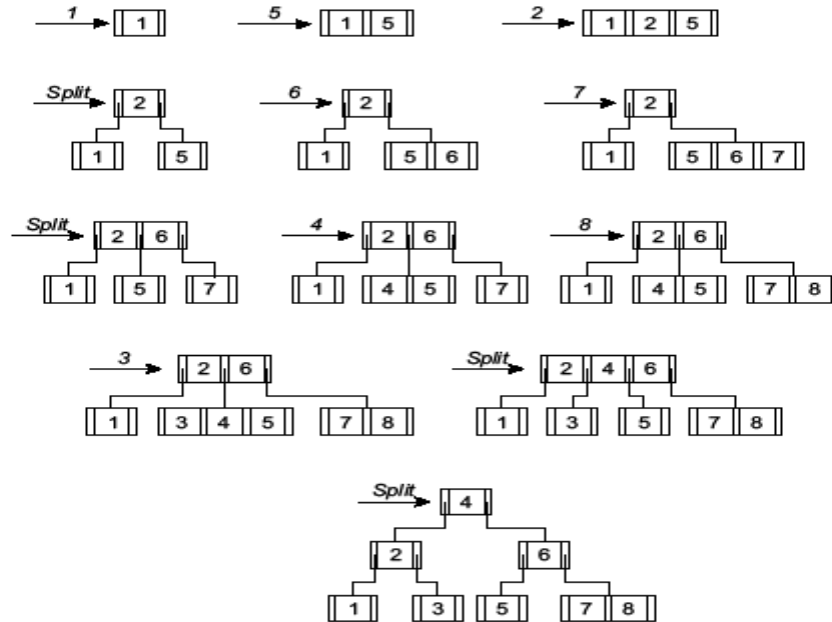 1 1 5 1 5 2 1 2 5
Split 2 6 2 7 2
1 5 1 5 6 1 5 6 7
Split 2 6 4 2 6 8 2 6
1 5 7 1 4 5 7 1 4 5 7 8
3 2 6 Split 2 4 6
1 3 4 5 7 8 1 3 5 7 8
Split 4
2 6
1 3 5 7 8